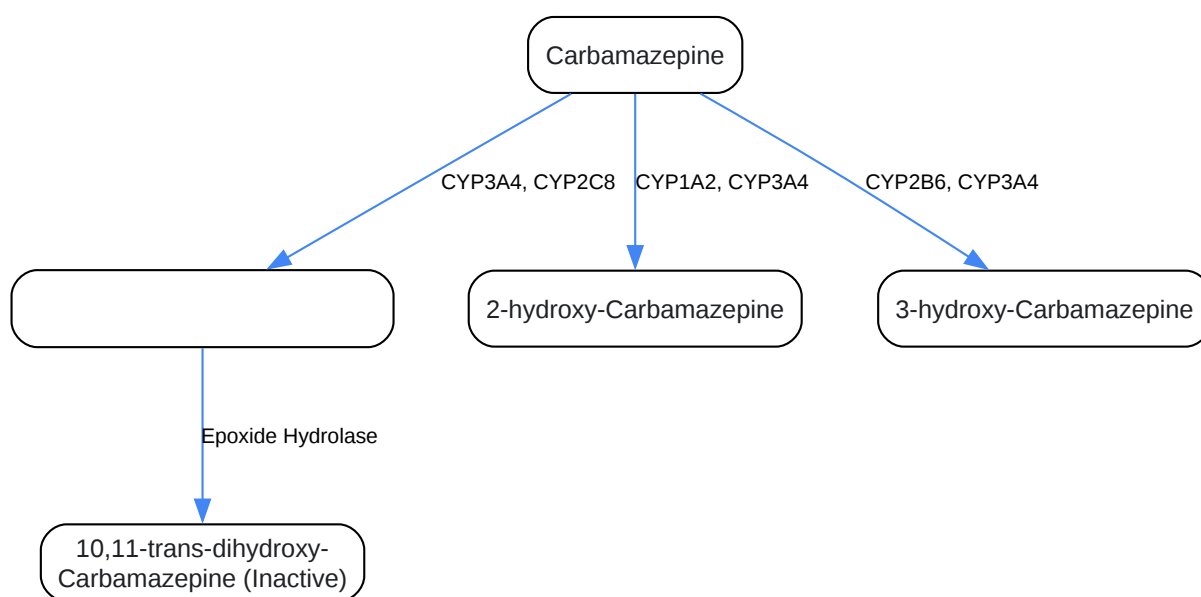 Carbamazepine
CYP3A4, CYP2C8
CYP1A2, CYP3A4
CYP2B6, CYP3A4
2-hydroxy-Carbamazepine
3-hydroxy-Carbamazepine
Epoxide Hydrolase
10,11-trans-dihydroxy-
Carbamazepine (Inactive)